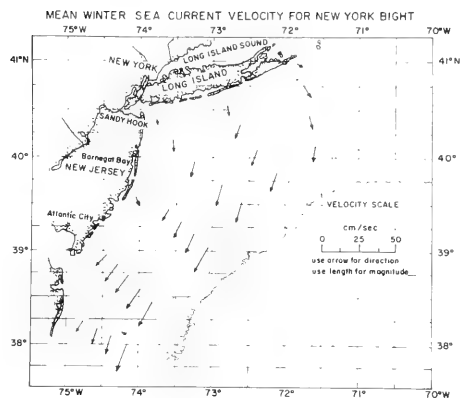 MEAN WINTER SEA CURRENT VELOCITY FOR NEW YORK BIGHT
75°W 74° 73° 72° 71° 70°W
41°N 41°N
NEW YORK
LONG ISLAND SOUND
LONG ISLAND
SANDY HOOK
40° 40°
Barnegat Bay
NEW JERSEY
Atlantic City
VELOCITY SCALE
cm/sec
0 25 50
use arrow for direction
use length for magnitude
39° 39°
38° 38°
75°W 74° 73° 72° 71° 70°W